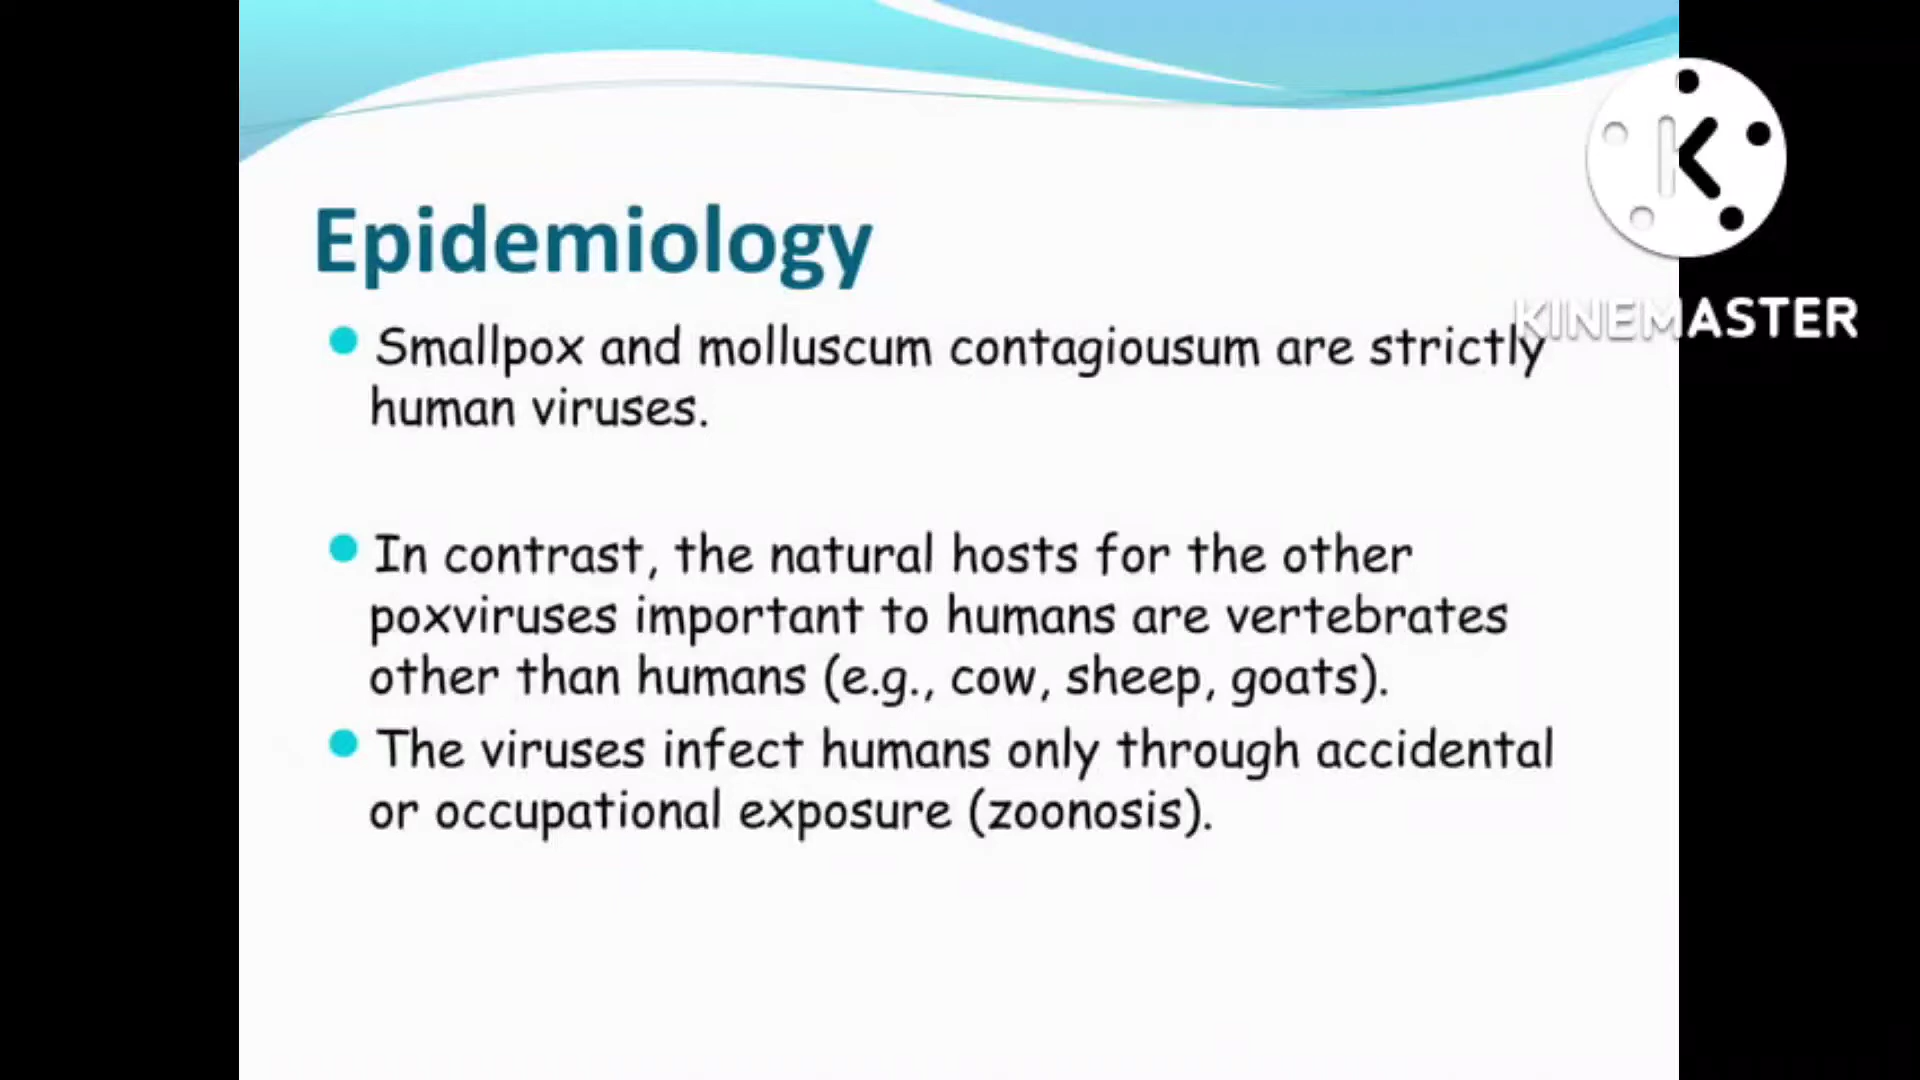 Epidemiology
Smallpox and molluscum contagiousum are strictly
human viruses.
In contrast, the natural hosts for the other
poxviruses important to humans are vertebrates
other than humans (e.g., cow, sheep, goats).
The viruses infect humans only through accidental
or occupational exposure (zoonosis).
K
KINEMASTER